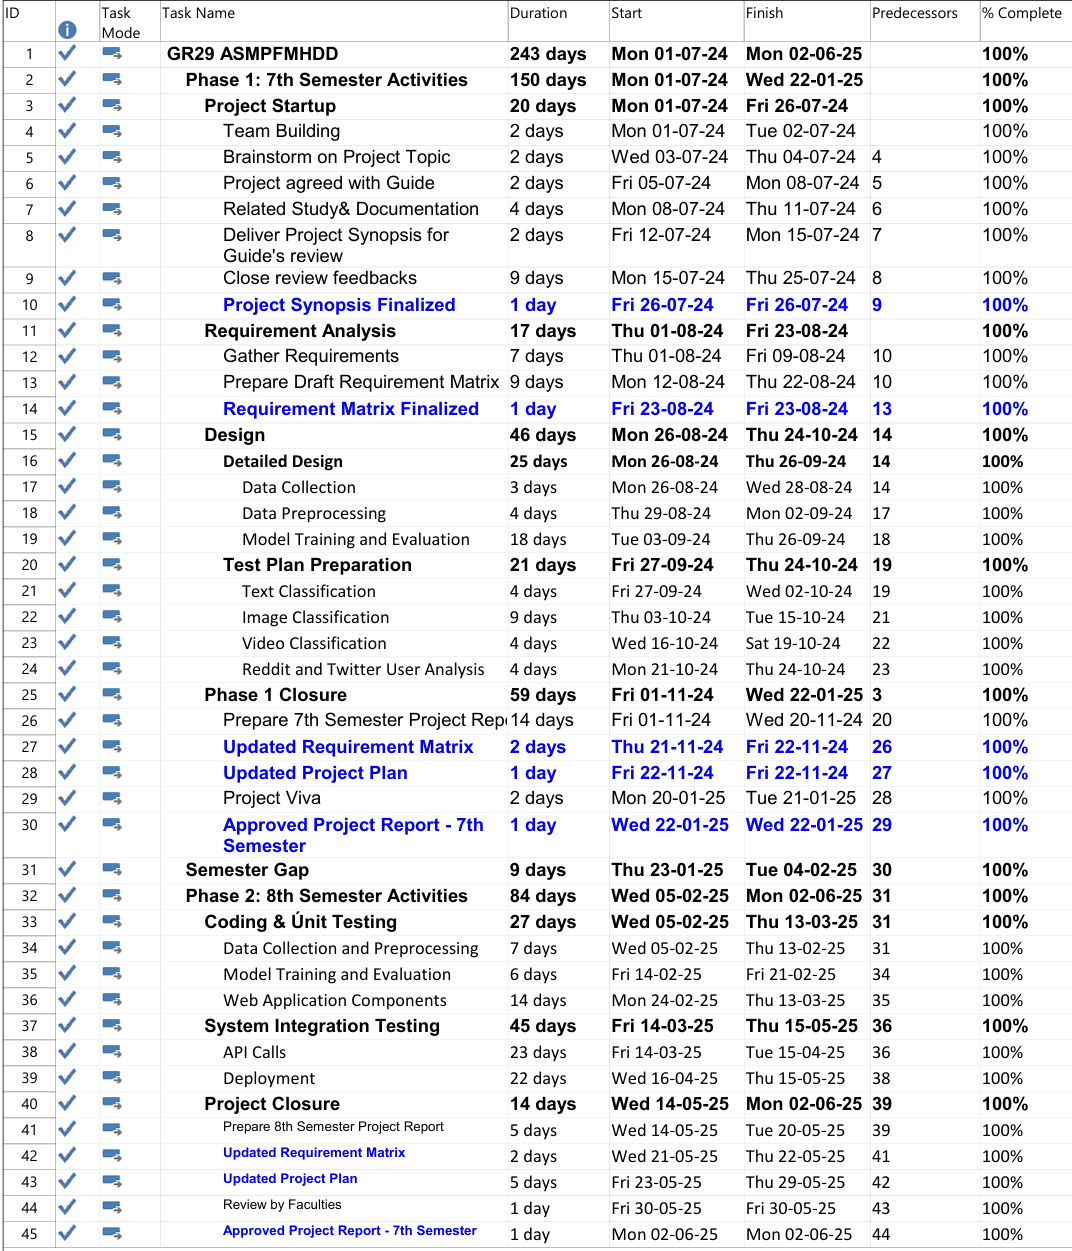 ID Task Mode Task Name Duration Start Finish Predecessors % Complete
1 GR29 ASMPFMHDD 243 days Mon 01-07-24 Mon 02-06-25 100%
2 Phase 1: 7th Semester Activities 150 days Mon 01-07-24 Wed 22-01-25 100%
3 Project Startup 20 days Mon 01-07-24 Fri 26-07-24 100%
4 Team Building 2 days Mon 01-07-24 Tue 02-07-24 100%
5 Brainstorm on Project Topic 2 days Wed 03-07-24 Thu 04-07-24 4 100%
6 Project agreed with Guide 2 days Fri 05-07-24 Mon 08-07-24 5 100%
7 Related Study& Documentation 4 days Mon 08-07-24 Thu 11-07-24 6 100%
8 Deliver Project Synopsis for 2 days Fri 12-07-24 Mon 15-07-24 7 100%
Guide's review
9 Close review feedbacks 9 days Mon 15-07-24 Thu 25-07-24 8 100%
10 Project Synopsis Finalized 1 day Fri 26-07-24 Fri 26-07-24 9 100%
11 Requirement Analysis 17 days Thu 01-08-24 Fri 23-08-24 100%
12 Gather Requirements 7 days Thu 01-08-24 Fri 09-08-24 10 100%
13 Prepare Draft Requirement Matrix 9 days Mon 12-08-24 Thu 22-08-24 10 100%
14 Requirement Matrix Finalized 1 day Fri 23-08-24 Fri 23-08-24 13 100%
15 Design 46 days Mon 26-08-24 Thu 24-10-24 14 100%
16 Detailed Design 25 days Mon 26-08-24 Thu 26-09-24 14 100%
17 Data Collection 3 days Mon 26-08-24 Wed 28-08-24 14 100%
18 Data Preprocessing 4 days Thu 29-08-24 Mon 02-09-24 17 100%
19 Model Training and Evaluation 18 days Tue 03-09-24 Thu 26-09-24 18 100%
20 Test Plan Preparation 21 days Fri 27-09-24 Thu 24-10-24 19 100%
21 Text Classification 4 days Fri 27-09-24 Wed 02-10-24 19 100%
22 Image Classification 9 days Thu 03-10-24 Tue 15-10-24 21 100%
23 Video Classification 4 days Wed 16-10-24 Sat 19-10-24 22 100%
24 Reddit and Twitter User Analysis 4 days Mon 21-10-24 Thu 24-10-24 23 100%
25 Phase 1 Closure 59 days Fri 01-11-24 Wed 22-01-25 3 100%
26 Prepare 7th Semester Project Rep 14 days Fri 01-11-24 Wed 20-11-24 20 100%
27 Updated Requirement Matrix 2 days Thu 21-11-24 Fri 22-11-24 26 100%
28 Updated Project Plan 1 day Fri 22-11-24 Fri 22-11-24 27 100%
29 Project Viva 2 days Mon 20-01-25 Tue 21-01-25 28 100%
30 Approved Project Report - 7th 1 day Wed 22-01-25 Wed 22-01-25 29 100%
Semester
31 Semester Gap 9 days Thu 23-01-25 Tue 04-02-25 30 100%
32 Phase 2: 8th Semester Activities 84 days Wed 05-02-25 Mon 02-06-25 31 100%
33 Coding & Únit Testing 27 days Wed 05-02-25 Thu 13-03-25 31 100%
34 Data Collection and Preprocessing 7 days Wed 05-02-25 Thu 13-02-25 31 100%
35 Model Training and Evaluation 6 days Fri 14-02-25 Fri 21-02-25 34 100%
36 Web Application Components 14 days Mon 24-02-25 Thu 13-03-25 35 100%
37 System Integration Testing 45 days Fri 14-03-25 Thu 15-05-25 36 100%
38 API Calls 23 days Fri 14-03-25 Tue 15-04-25 36 100%
39 Deployment 22 days Wed 16-04-25 Thu 15-05-25 38 100%
40 Project Closure 14 days Wed 14-05-25 Mon 02-06-25 39 100%
41 Prepare 8th Semester Project Report 5 days Wed 14-05-25 Tue 20-05-25 39 100%
42 Updated Requirement Matrix 2 days Wed 21-05-25 Thu 22-05-25 41 100%
43 Updated Project Plan 5 days Fri 23-05-25 Thu 29-05-25 42 100%
44 Review by Faculties 1 day Fri 30-05-25 Fri 30-05-25 43 100%
45 Approved Project Report - 7th Semester 1 day Mon 02-06-25 Mon 02-06-25 44 100%